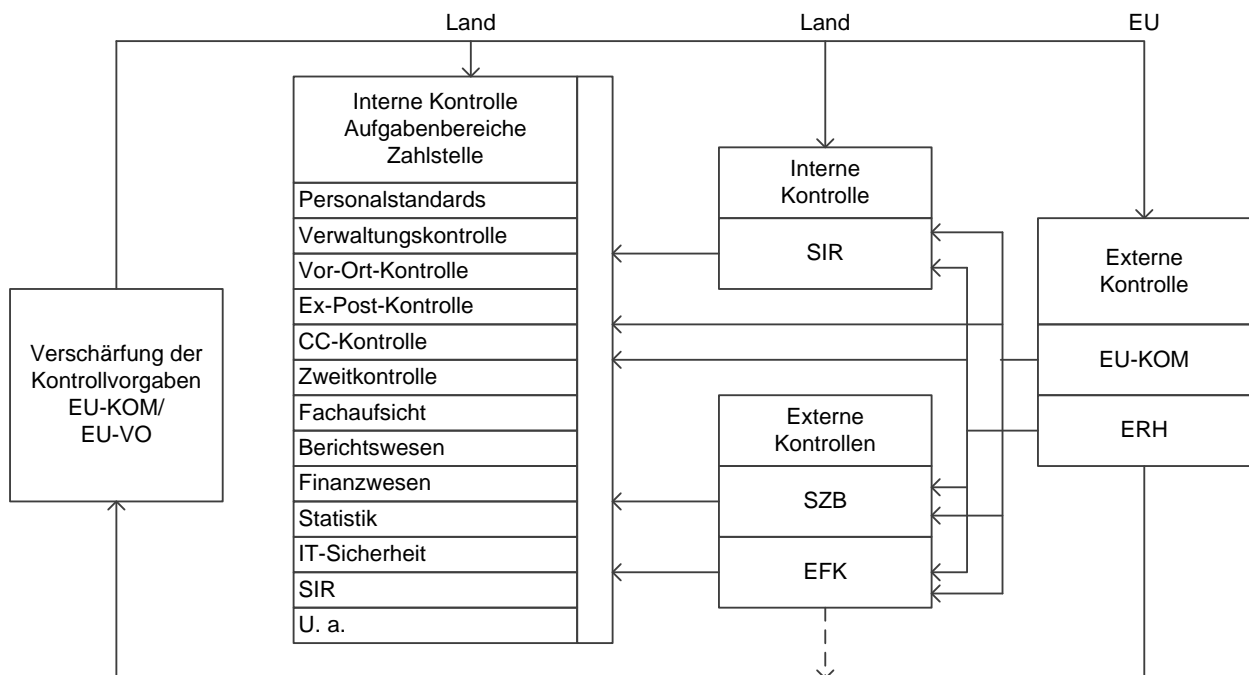 Land
Land
EU
Verschärfung der
Kontrollvorgaben
EU-KOM/
EU-VO
Interne Kontrolle
Aufgabenbereiche
Zahlstelle
Personalstandards
Verwaltungskontrolle
Vor-Ort-Kontrolle
Ex-Post-Kontrolle
CC-Kontrolle
Zweitkontrolle
Fachaufsicht
Berichtswesen
Finanzwesen
Statistik
IT-Sicherheit
SIR
U. a.
Interne
Kontrolle
SIR
Externe
Kontrollen
SZB
EFK
Externe
Kontrolle
EU-KOM
ERH